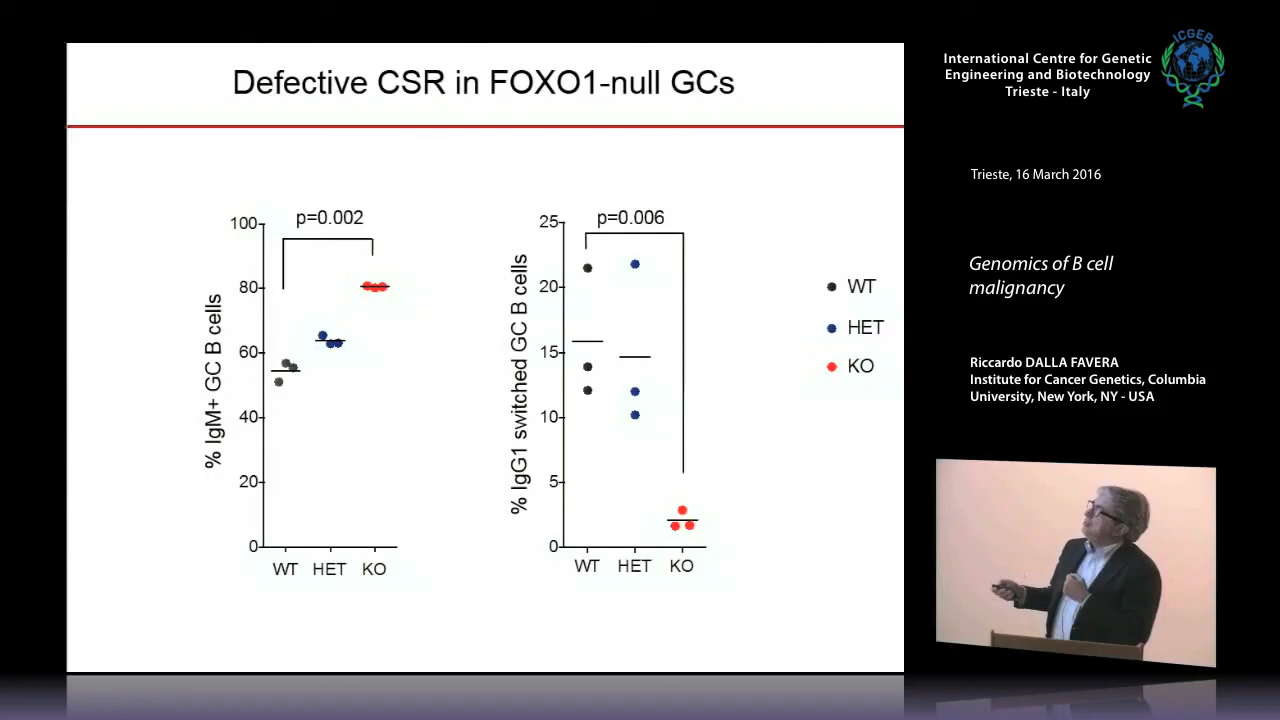 Defective CSR in FOXO1-null GCs
% IgM+ GC B cells
100
80
60
40
20
0
p=0.002
WT HET KO
% IgG1 switched GC B cells
25
20
15
10
5
0
p=0.006
WT HET KO
WT
HET
KO
International Centre for Genetic
Engineering and Biotechnology
Trieste - Italy
ICGEB
Trieste, 16 March 2016
Genomics of B cell
malignancy
Riccardo DALLA FAVERA
Institute for Cancer Genetics, Columbia
University, New York, NY - USA